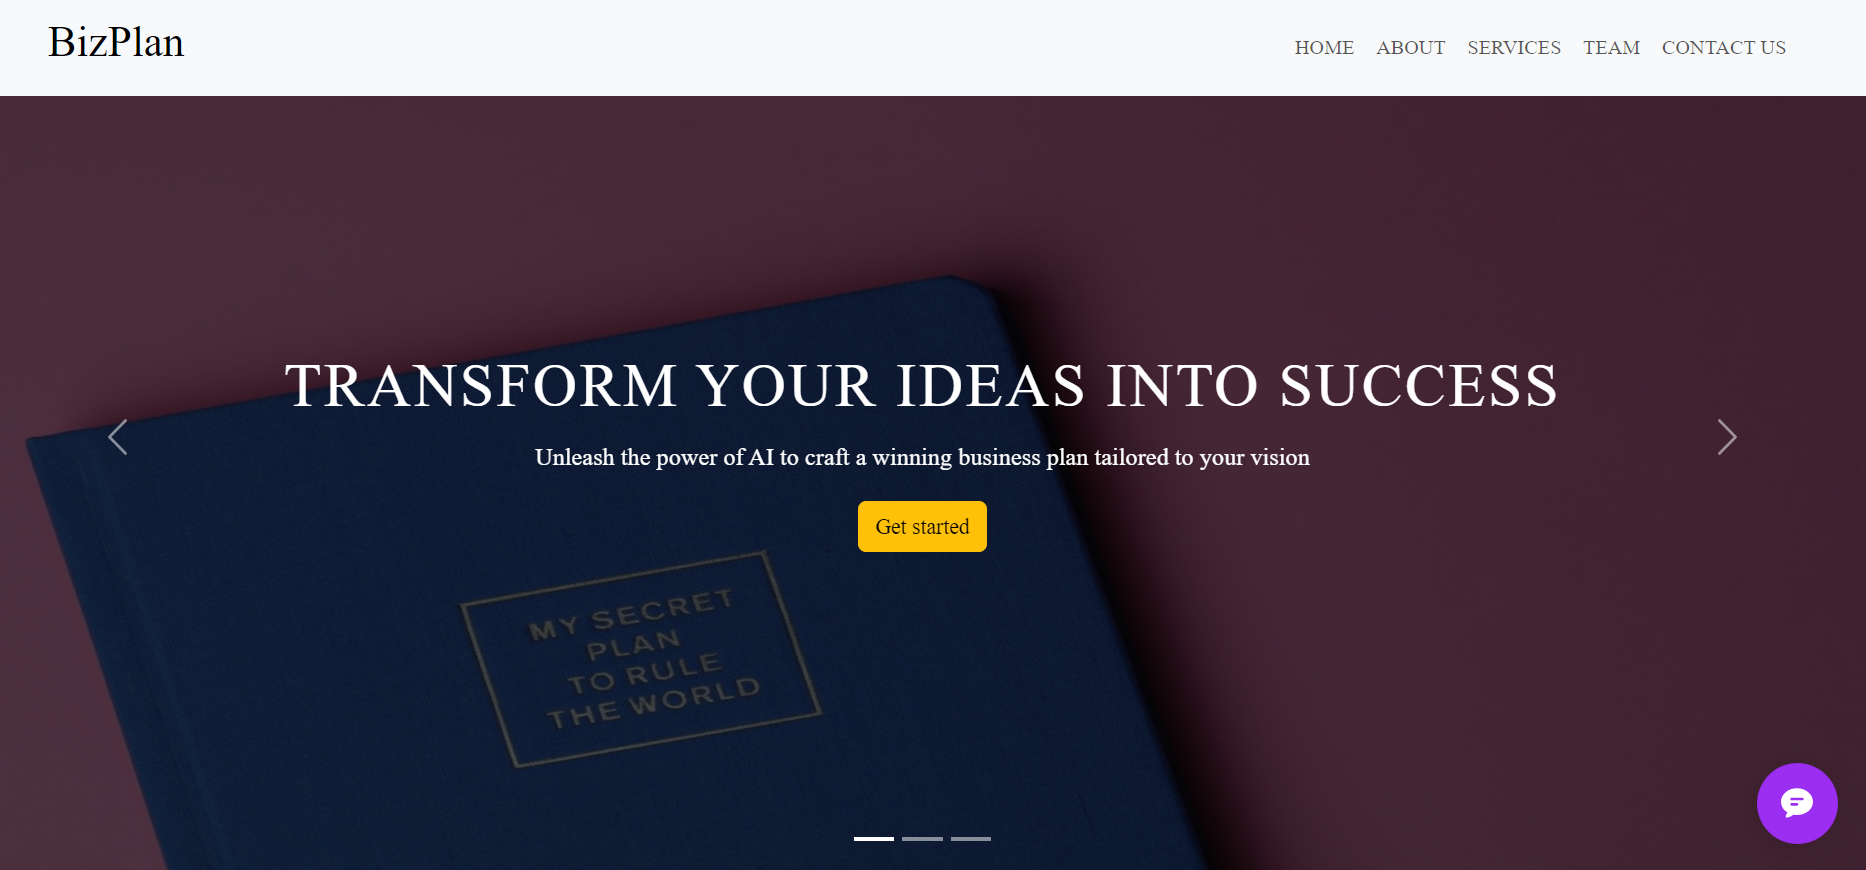 BizPlan
HOME ABOUT SERVICES TEAM CONTACT US
TRANSFORM YOUR IDEAS INTO SUCCESS
Unleash the power of AI to craft a winning business plan tailored to your vision
Get started
MY SECRET
PLAN
TO RULE
THE WORLD